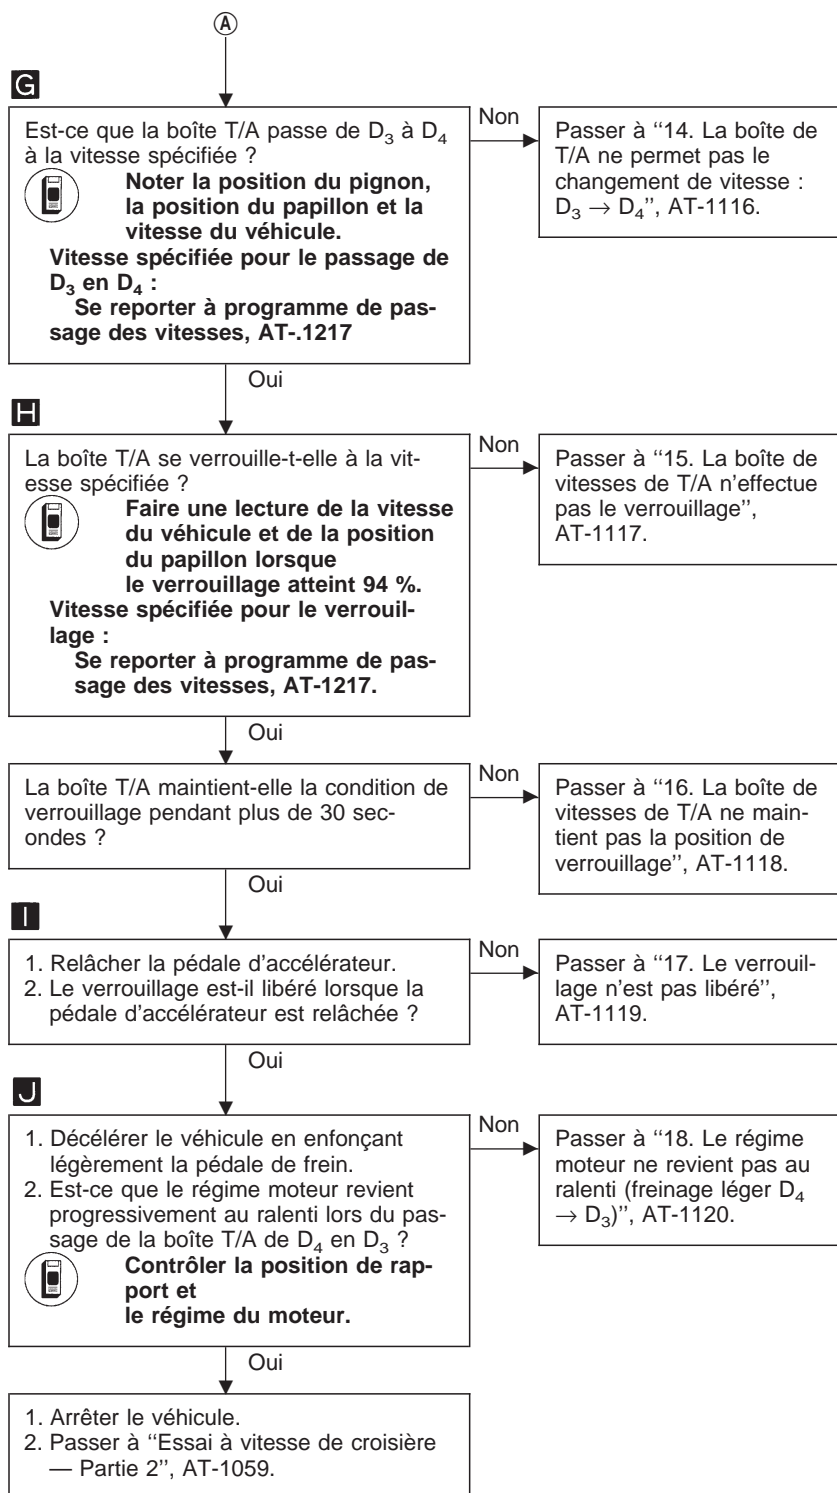 A
G
Est-ce que la boîte T/A passe de D3 à D4
à la vitesse spécifiée ?
Noter la position du pignon,
la position du papillon et la
vitesse du véhicule.
Vitesse spécifiée pour le passage de
D3 en D4 :
Se reporter à programme de pas-
sage des vitesses, AT-.1217
Non
Passer à “14. La boîte de
T/A ne permet pas le
changement de vitesse :
D3 → D4”, AT-1116.
Oui
H
La boîte T/A se verrouille-t-elle à la vit-
esse spécifiée ?
Faire une lecture de la vitesse
du véhicule et de la position
du papillon lorsque
le verrouillage atteint 94 %.
Vitesse spécifiée pour le verrouil-
lage :
Se reporter à programme de pas-
sage des vitesses, AT-1217.
Non
Passer à “15. La boîte de
vitesses de T/A n’effectue
pas le verrouillage”,
AT-1117.
Oui
La boîte T/A maintient-elle la condition de
verrouillage pendant plus de 30 sec-
ondes ?
Non
Passer à “16. La boîte de
vitesses de T/A ne main-
tient pas la position de
verrouillage”, AT-1118.
Oui
I
1. Relâcher la pédale d’accélérateur.
2. Le verrouillage est-il libéré lorsque la
pédale d’accélérateur est relâchée ?
Non
Passer à “17. Le verrouil-
lage n’est pas libéré”,
AT-1119.
Oui
J
1. Décélérer le véhicule en enfonçant
légèrement la pédale de frein.
2. Est-ce que le régime moteur revient
progressivement au ralenti lors du pas-
sage de la boîte T/A de D4 en D3 ?
Contrôler la position de rap-
port et
le régime du moteur.
Non
Passer à “18. Le régime
moteur ne revient pas au
ralenti (freinage léger D4
→ D3)”, AT-1120.
Oui
1. Arrêter le véhicule.
2. Passer à “Essai à vitesse de croisière
— Partie 2”, AT-1059.